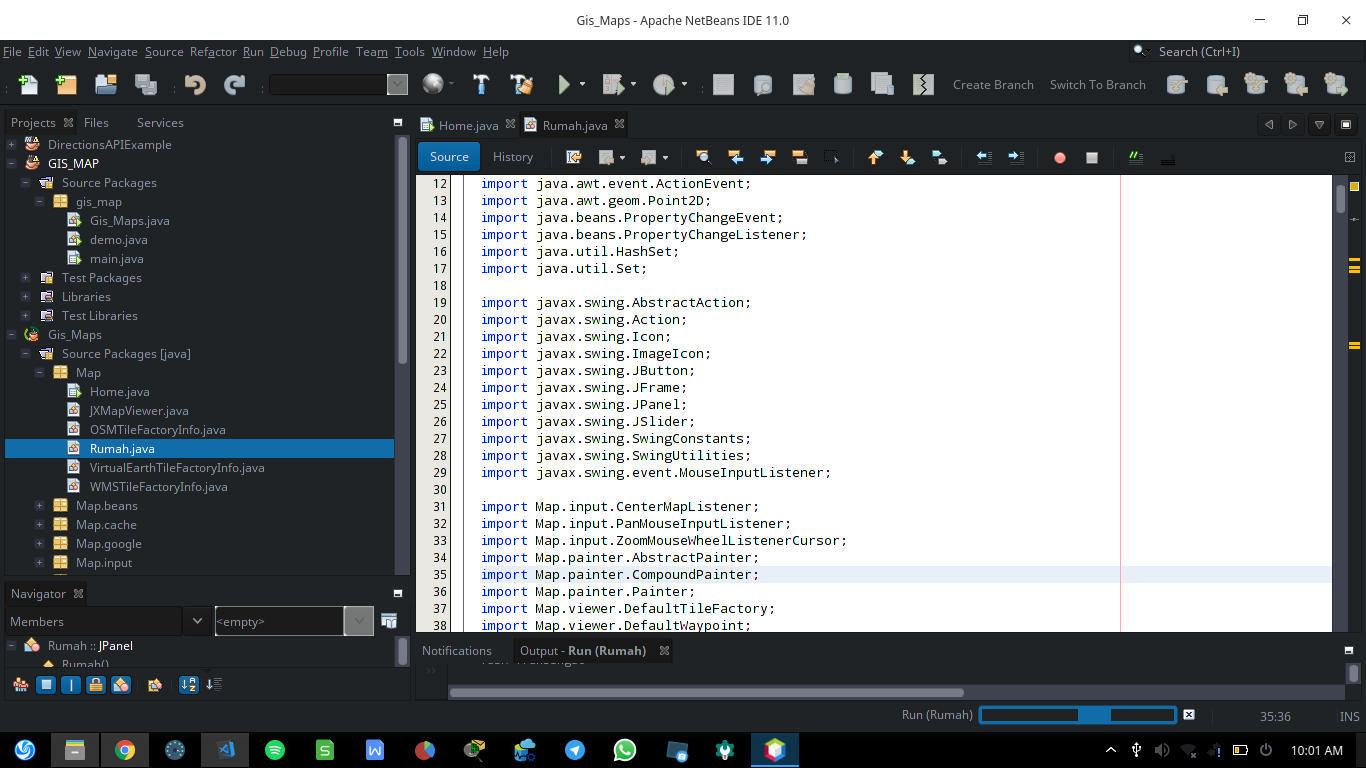 Gis_Maps - Apache NetBeans IDE 11.0
File Edit View Navigate Source Refactor Run Debug Profile Team Tools Window Help
Search (Ctrl+I)
Create Branch Switch To Branch
Projects Files Services
DirectionsAPIExample
GIS_MAP
Source Packages
gis_map
Gis_Maps.java
demo.java
main.java
Test Packages
Libraries
Test Libraries
Gis_Maps
Source Packages [java]
Map
Home.java
JXMapViewer.java
OSMTileFactoryInfo.java
Rumah.java
VirtualEarthTileFactoryInfo.java
WMSTileFactoryInfo.java
Map.beans
Map.cache
Map.google
Map.input
Navigator
Members
<empty>
Rumah :: JPanel
Rumah()
Home.java Rumah.java
Source History
12 import java.awt.event.ActionEvent;
13 import java.awt.geom.Point2D;
14 import java.beans.PropertyChangeEvent;
15 import java.beans.PropertyChangeListener;
16 import java.util.HashSet;
17 import java.util.Set;
18
19 import javax.swing.AbstractAction;
20 import javax.swing.Action;
21 import javax.swing.Icon;
22 import javax.swing.ImageIcon;
23 import javax.swing.JButton;
24 import javax.swing.JFrame;
25 import javax.swing.JPanel;
26 import javax.swing.JSlider;
27 import javax.swing.SwingConstants;
28 import javax.swing.SwingUtilities;
29 import javax.swing.event.MouseInputListener;
30
31 import Map.input.CenterMapListener;
32 import Map.input.PanMouseInputListener;
33 import Map.input.ZoomMouseWheelListenerCursor;
34 import Map.painter.AbstractPainter;
35 import Map.painter.CompoundPainter;
36 import Map.painter.Painter;
37 import Map.viewer.DefaultTileFactory;
38 import Map.viewer.DefaultWaypoint;
Notifications Output - Run (Rumah)
Run (Rumah)
35:36 INS
10:01 AM